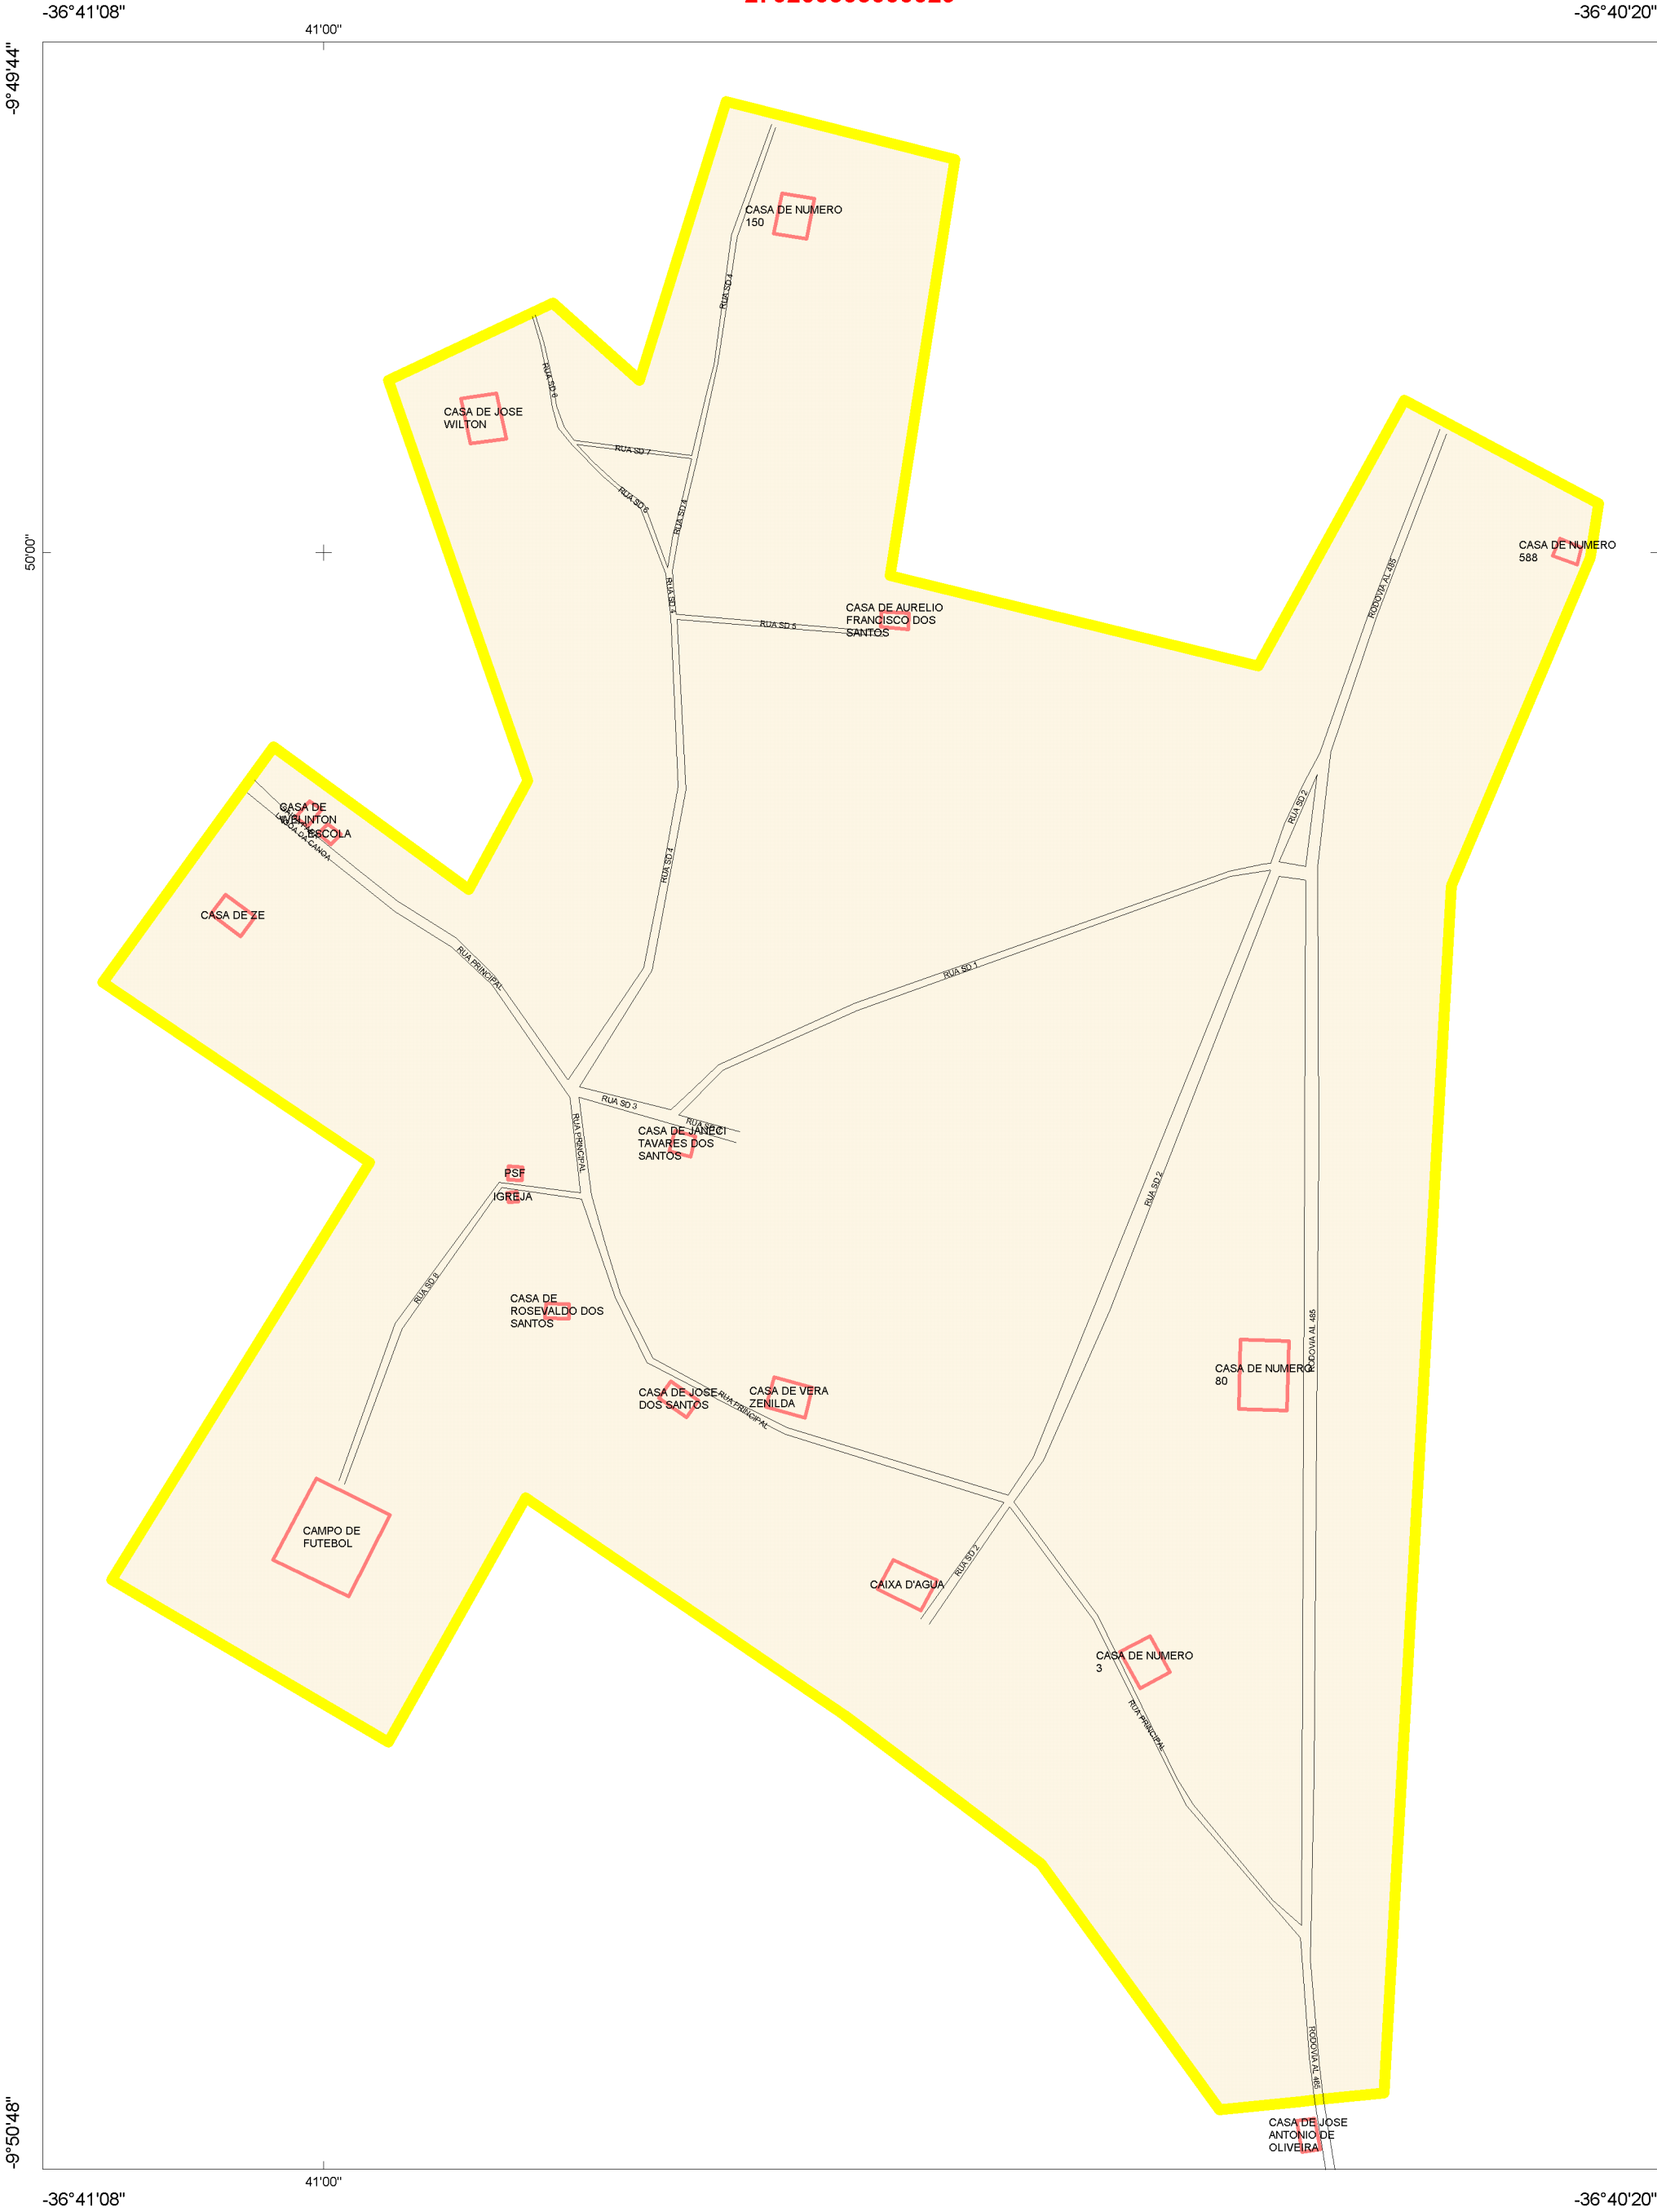 -36°41'08"
-36°40'20"
41'00"
-9°49'44"
CASA DE NUMERO
150
RUA SD 4
RUA SD 6
CASA DE JOSE
WILTON
RUA SD 7
RUA SD 6
RUA SD 4
50'00"
CASA DE NUMERO
588
RODOVIA AL 485
RUA SD 4
CASA DE AURELIO
FRANCISCO DOS
SANTOS
RUA SD 5
CASA DE
WELINTON
ESCOLA
LAGOA DA CANOA
RUA SD 2
RUA SD 4
CASA DE ZE
RUA PRINCIPAL
RUA SD 1
RUA SD 3
RUA PRINCIPAL
CASA DE JANECI
TAVARES DOS
SANTOS
PSF
IGREJA
RUA SD 2
RUA SD 8
CASA DE
ROSEVALDO DOS
SANTOS
RODOVIA AL 485
CASA DE NUMERO
80
CASA DE JOSE
DOS SANTOS
RUA PRINCIPAL
CASA DE VERA
ZENILDA
CAMPO DE
FUTEBOL
RUA SD 2
CAIXA D'AGUA
CASA DE NUMERO
3
RUA PRINCIPAL
RODOVIA AL 485
CASA DE JOSE
ANTONIO DE
OLIVEIRA
-9°50'48"
41'00"
-36°41'08"
-36°40'20"